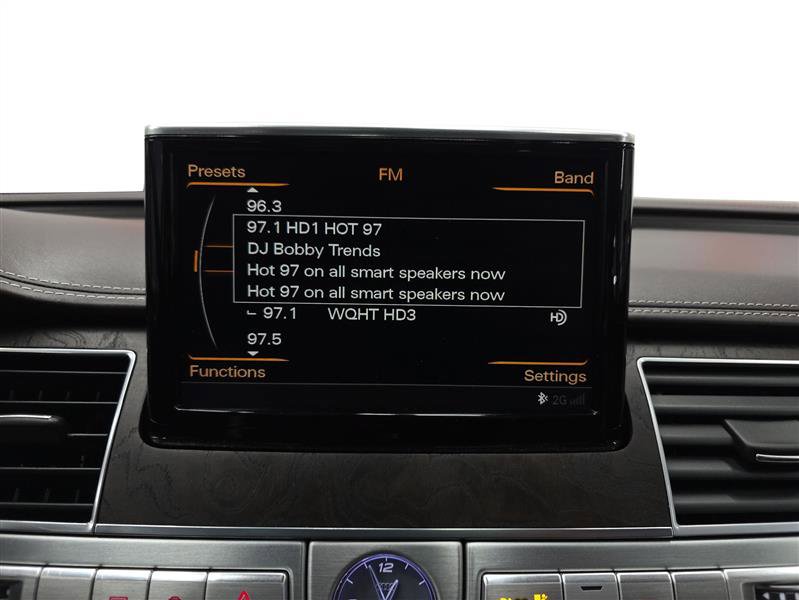 Presets FM Band
96.3
97.1 HD1 HOT 97
DJ Bobby Trends
Hot 97 on all smart speakers now
Hot 97 on all smart speakers now
97.1 WQHT HD3 HD
97.5
Functions Settings
2G
12